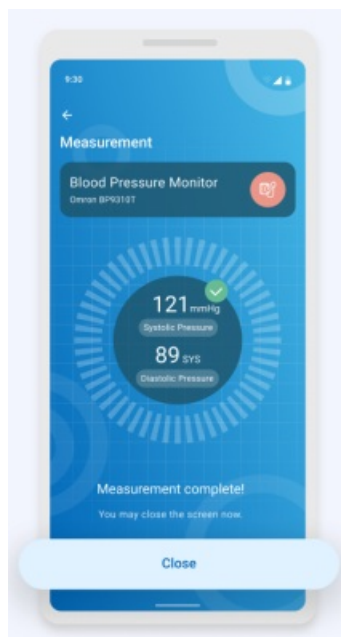 9:30
Measurement
Blood Pressure Monitor
Omron BP9310T
121 mmHg
Systolic Pressure
89 SYS
Diastolic Pressure
Measurement complete!
You may close the screen now.
Close